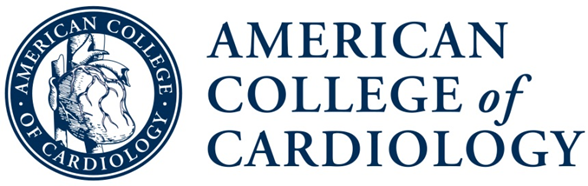 · AMERICAN COLLEGE ·
OF CARDIOLOGY
AMERICAN
COLLEGE of
CARDIOLOGY